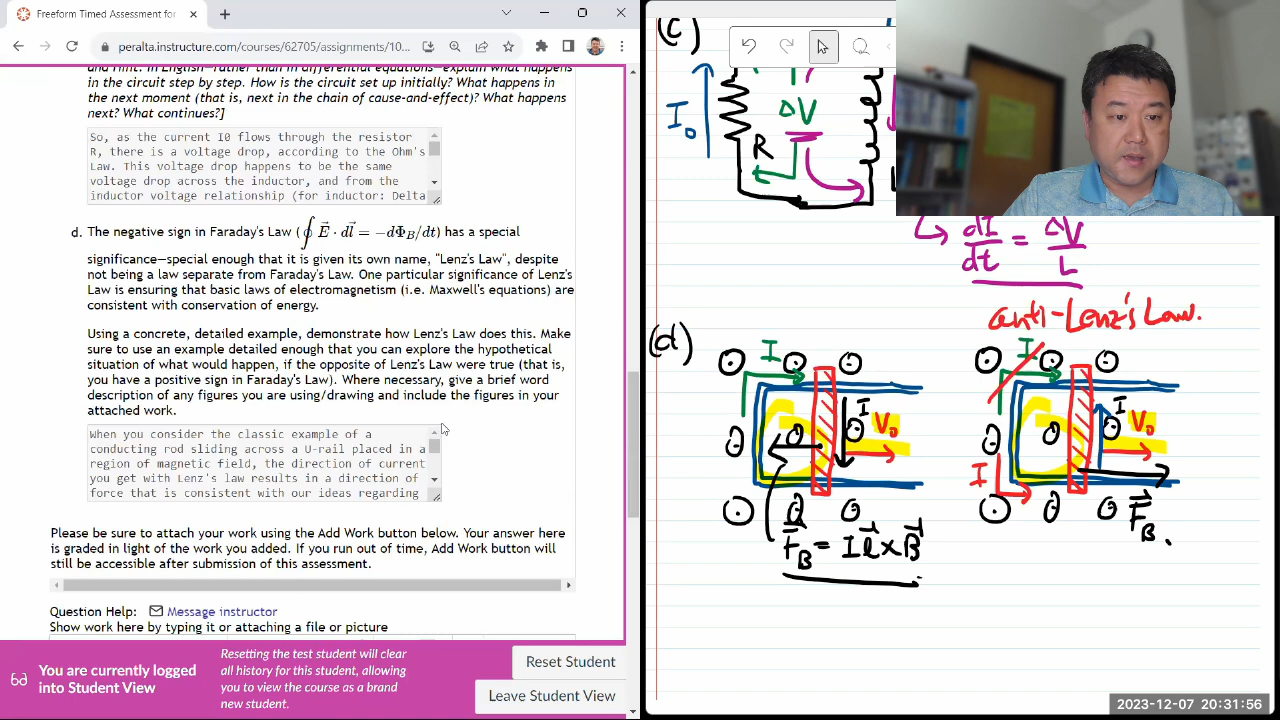 Freeform Timed Assessment for
peralta.instructure.com/courses/62705/assignments/10...
and hint: in English—rather than in differential equations—explain what happens
in the circuit step by step. How is the circuit set up initially? What happens
in the next moment (that is, next in the chain of cause-and-effect)? What happens
next? What continues?]
So, as the current I0 flows through the resistor
R, there is a voltage drop, according to the Ohm's
Law. This voltage drop happens to be the same
voltage drop across the inductor, and from the
inductor voltage relationship (for inductor: Delta
d. The negative sign in Faraday's Law (∮ E⃗ · dl⃗ = −dΦ_B/dt) has a special
significance—special enough that it is given its own name, "Lenz's Law", despite
not being a law separate from Faraday's Law. One particular significance of Lenz's
Law is ensuring that basic laws of electromagnetism (i.e. Maxwell's equations) are
consistent with conservation of energy.
Using a concrete, detailed example, demonstrate how Lenz's Law does this. Make
sure to use an example detailed enough that you can explore the hypothetical
situation of what would happen, if the opposite of Lenz's Law were true (that is,
you have a positive sign in Faraday's Law). Where necessary, give a brief word
description of any figures you are using/drawing and include the figures in your
attached work.
When you consider the classic example of a
conducting rod sliding across a U-rail placed in a
region of magnetic field, the direction of current
you get with Lenz's law results in direction of
force that is consistent with our ideas regarding
Please be sure to attach your work using the Add Work button below. Your answer here
is graded in light of the work you added. If you run out of time, Add Work button will
still be accessible after submission of this assessment.
Question Help: Message instructor
Show work here by typing it or attaching a file or picture
You are currently logged
into Student View
Resetting the test student will clear
all history for this student, allowing
you to view the course as a brand
new student.
Reset Student
Leave Student View
(c)
I₀
ΔV
R
dI/dt = ΔV/L
anti-Lenz's Law.
(d)
I
I
V₀
F⃗_B = I l⃗ × B⃗
I
I
V₀
I
F⃗_B.
2023-12-07 20:31:56